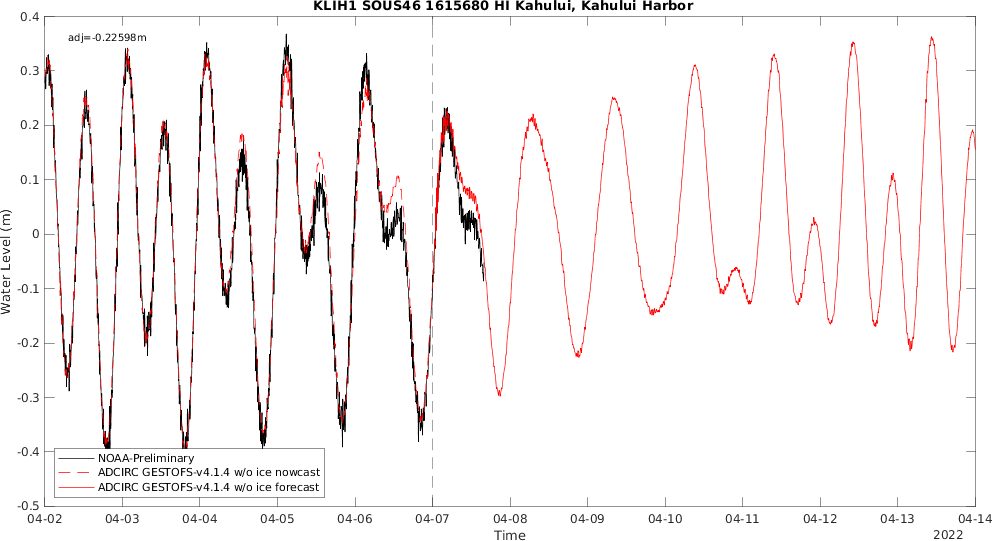 KLIH1 SOUS46 1615680 HI Kahului, Kahului Harbor
adj=-0.22598m
0.4
0.3
0.2
0.1
0
-0.1
-0.2
-0.3
-0.4
-0.5
Water Level (m)
NOAA-Preliminary
ADCIRC GESTOFS-v4.1.4 w/o ice nowcast
ADCIRC GESTOFS-v4.1.4 w/o ice forecast
04-02 04-03 04-04 04-05 04-06 04-07 04-08 04-09 04-10 04-11 04-12 04-13 04-14
Time
2022